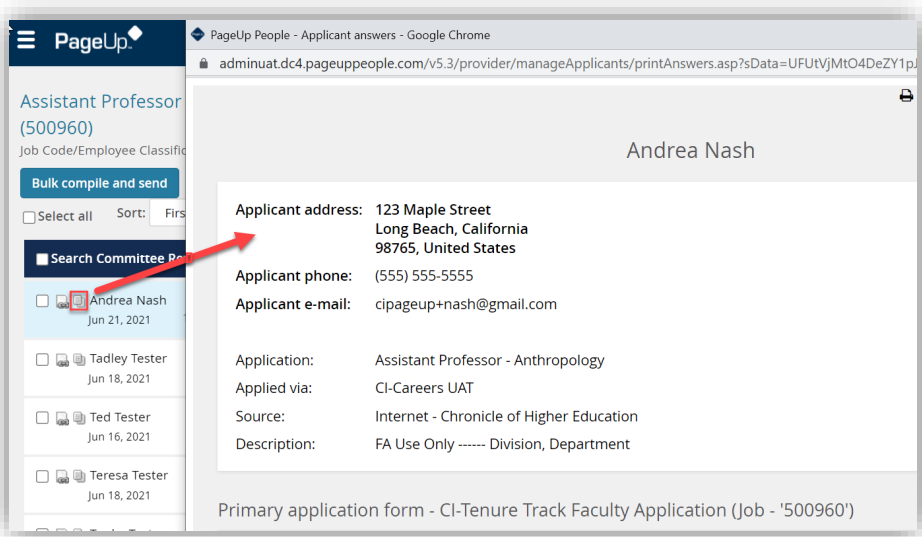 PageUp
Assistant Professor
(500960)
Job Code/Employee Classific
Bulk compile and send
Select all Sort: Firs
Search Committee Re
Andrea Nash
Jun 21, 2021
Tadley Tester
Jun 18, 2021
Ted Tester
Jun 16, 2021
Teresa Tester
Jun 18, 2021
PageUp People - Applicant answers - Google Chrome
adminuat.dc4.pageuppeople.com/v5.3/provider/manageApplicants/printAnswers.asp?sData=UFUtVjMtO4DeZY1pJ
Andrea Nash
Applicant address: 123 Maple Street
Long Beach, California
98765, United States
Applicant phone: (555) 555-5555
Applicant e-mail: cipageup+nash@gmail.com
Application: Assistant Professor - Anthropology
Applied via: CI-Careers UAT
Source: Internet - Chronicle of Higher Education
Description: FA Use Only ------ Division, Department
Primary application form - CI-Tenure Track Faculty Application (Job - '500960')